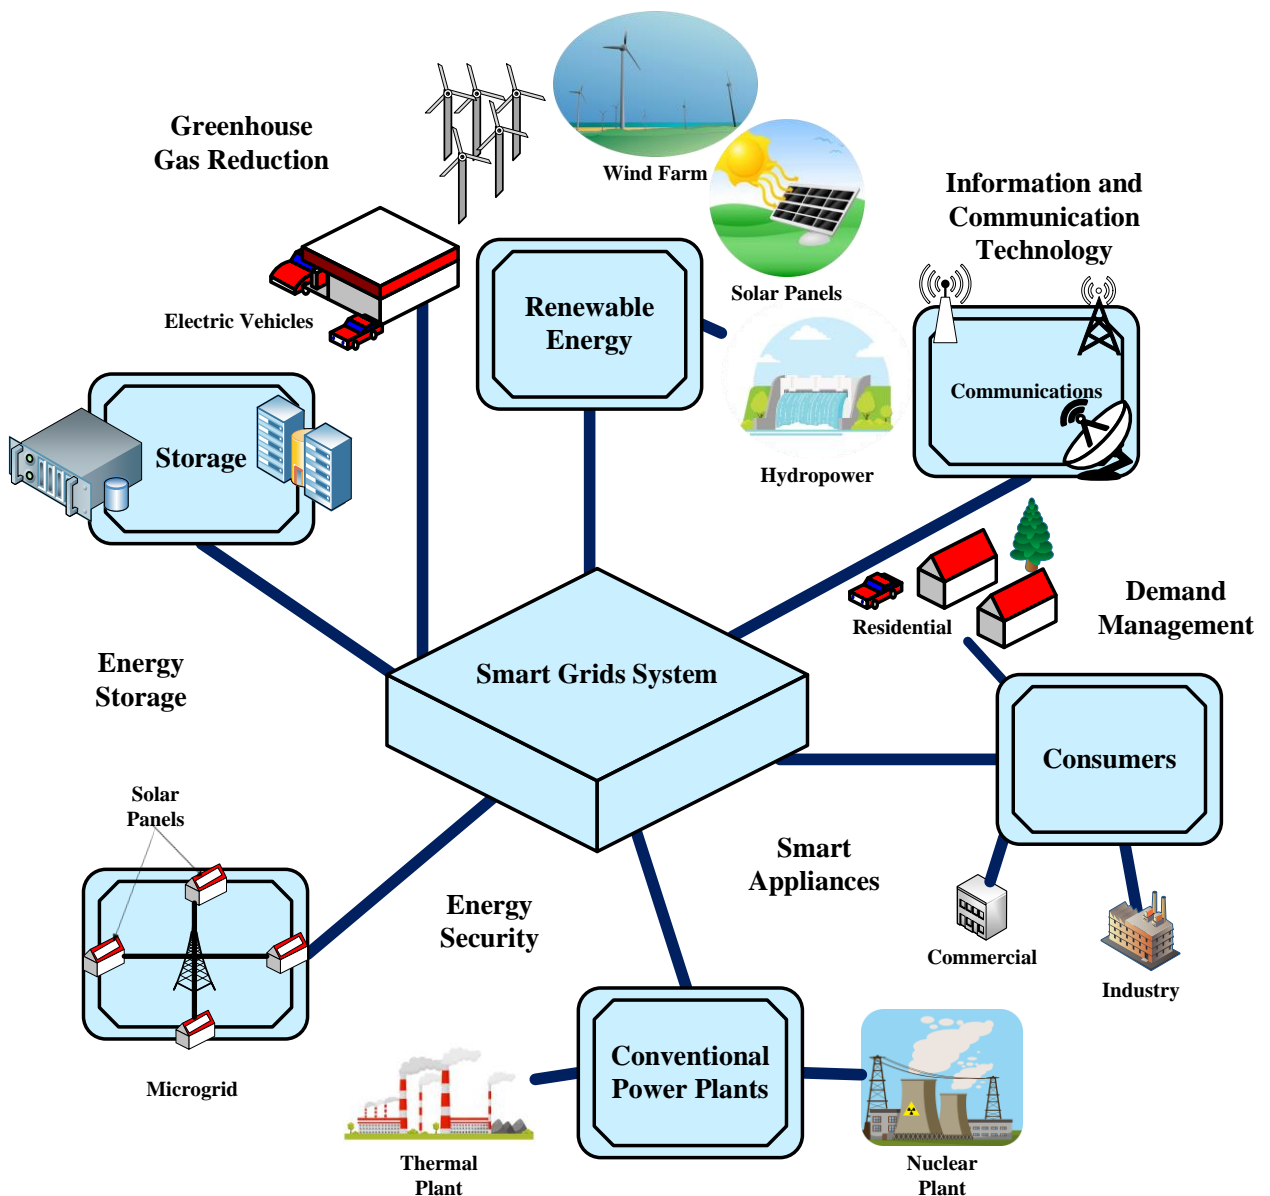 Greenhouse
Gas Reduction
Wind Farm
Information and
Communication
Technology
Solar Panels
Electric Vehicles
Renewable
Energy
Communications
Storage
Hydropower
Residential
Demand
Management
Smart Grids System
Energy
Storage
Consumers
Solar
Panels
Smart
Appliances
Energy
Security
Commercial
Industry
Microgrid
Conventional
Power Plants
Thermal
Plant
Nuclear
Plant